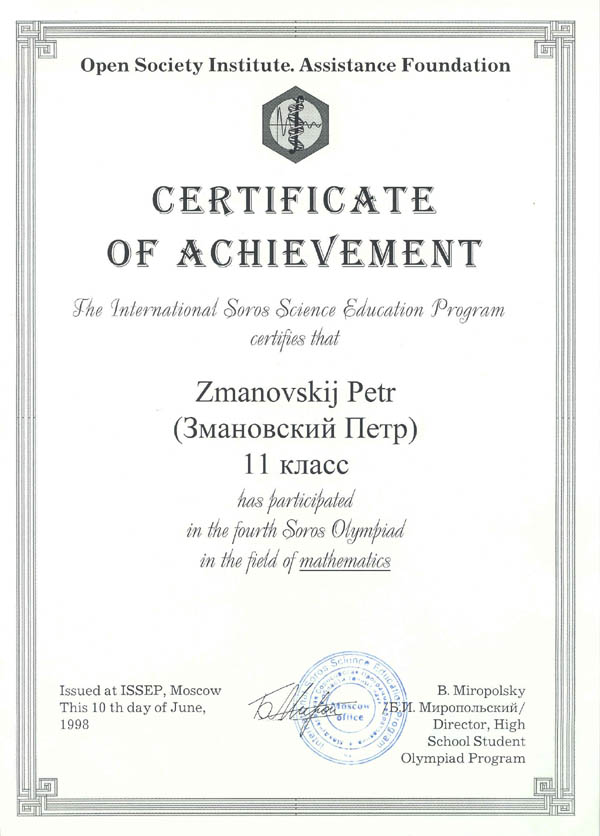 Open Society Institute. Assistance Foundation
CERTIFICATE
OF ACHIEVEMENT
The International Soros Science Education Program
certifies that
Zmanovskij Petr
(Змановский Петр)
11 класс
has participated
in the fourth Soros Olympiad
in the field of mathematics
Issued at ISSEP, Moscow
This 10 th day of June,
1998
B. Miropolsky
/Б.И. Миропольский/
Director, High
School Student
Olympiad Program
Soros Science Education Program
Moscow
office